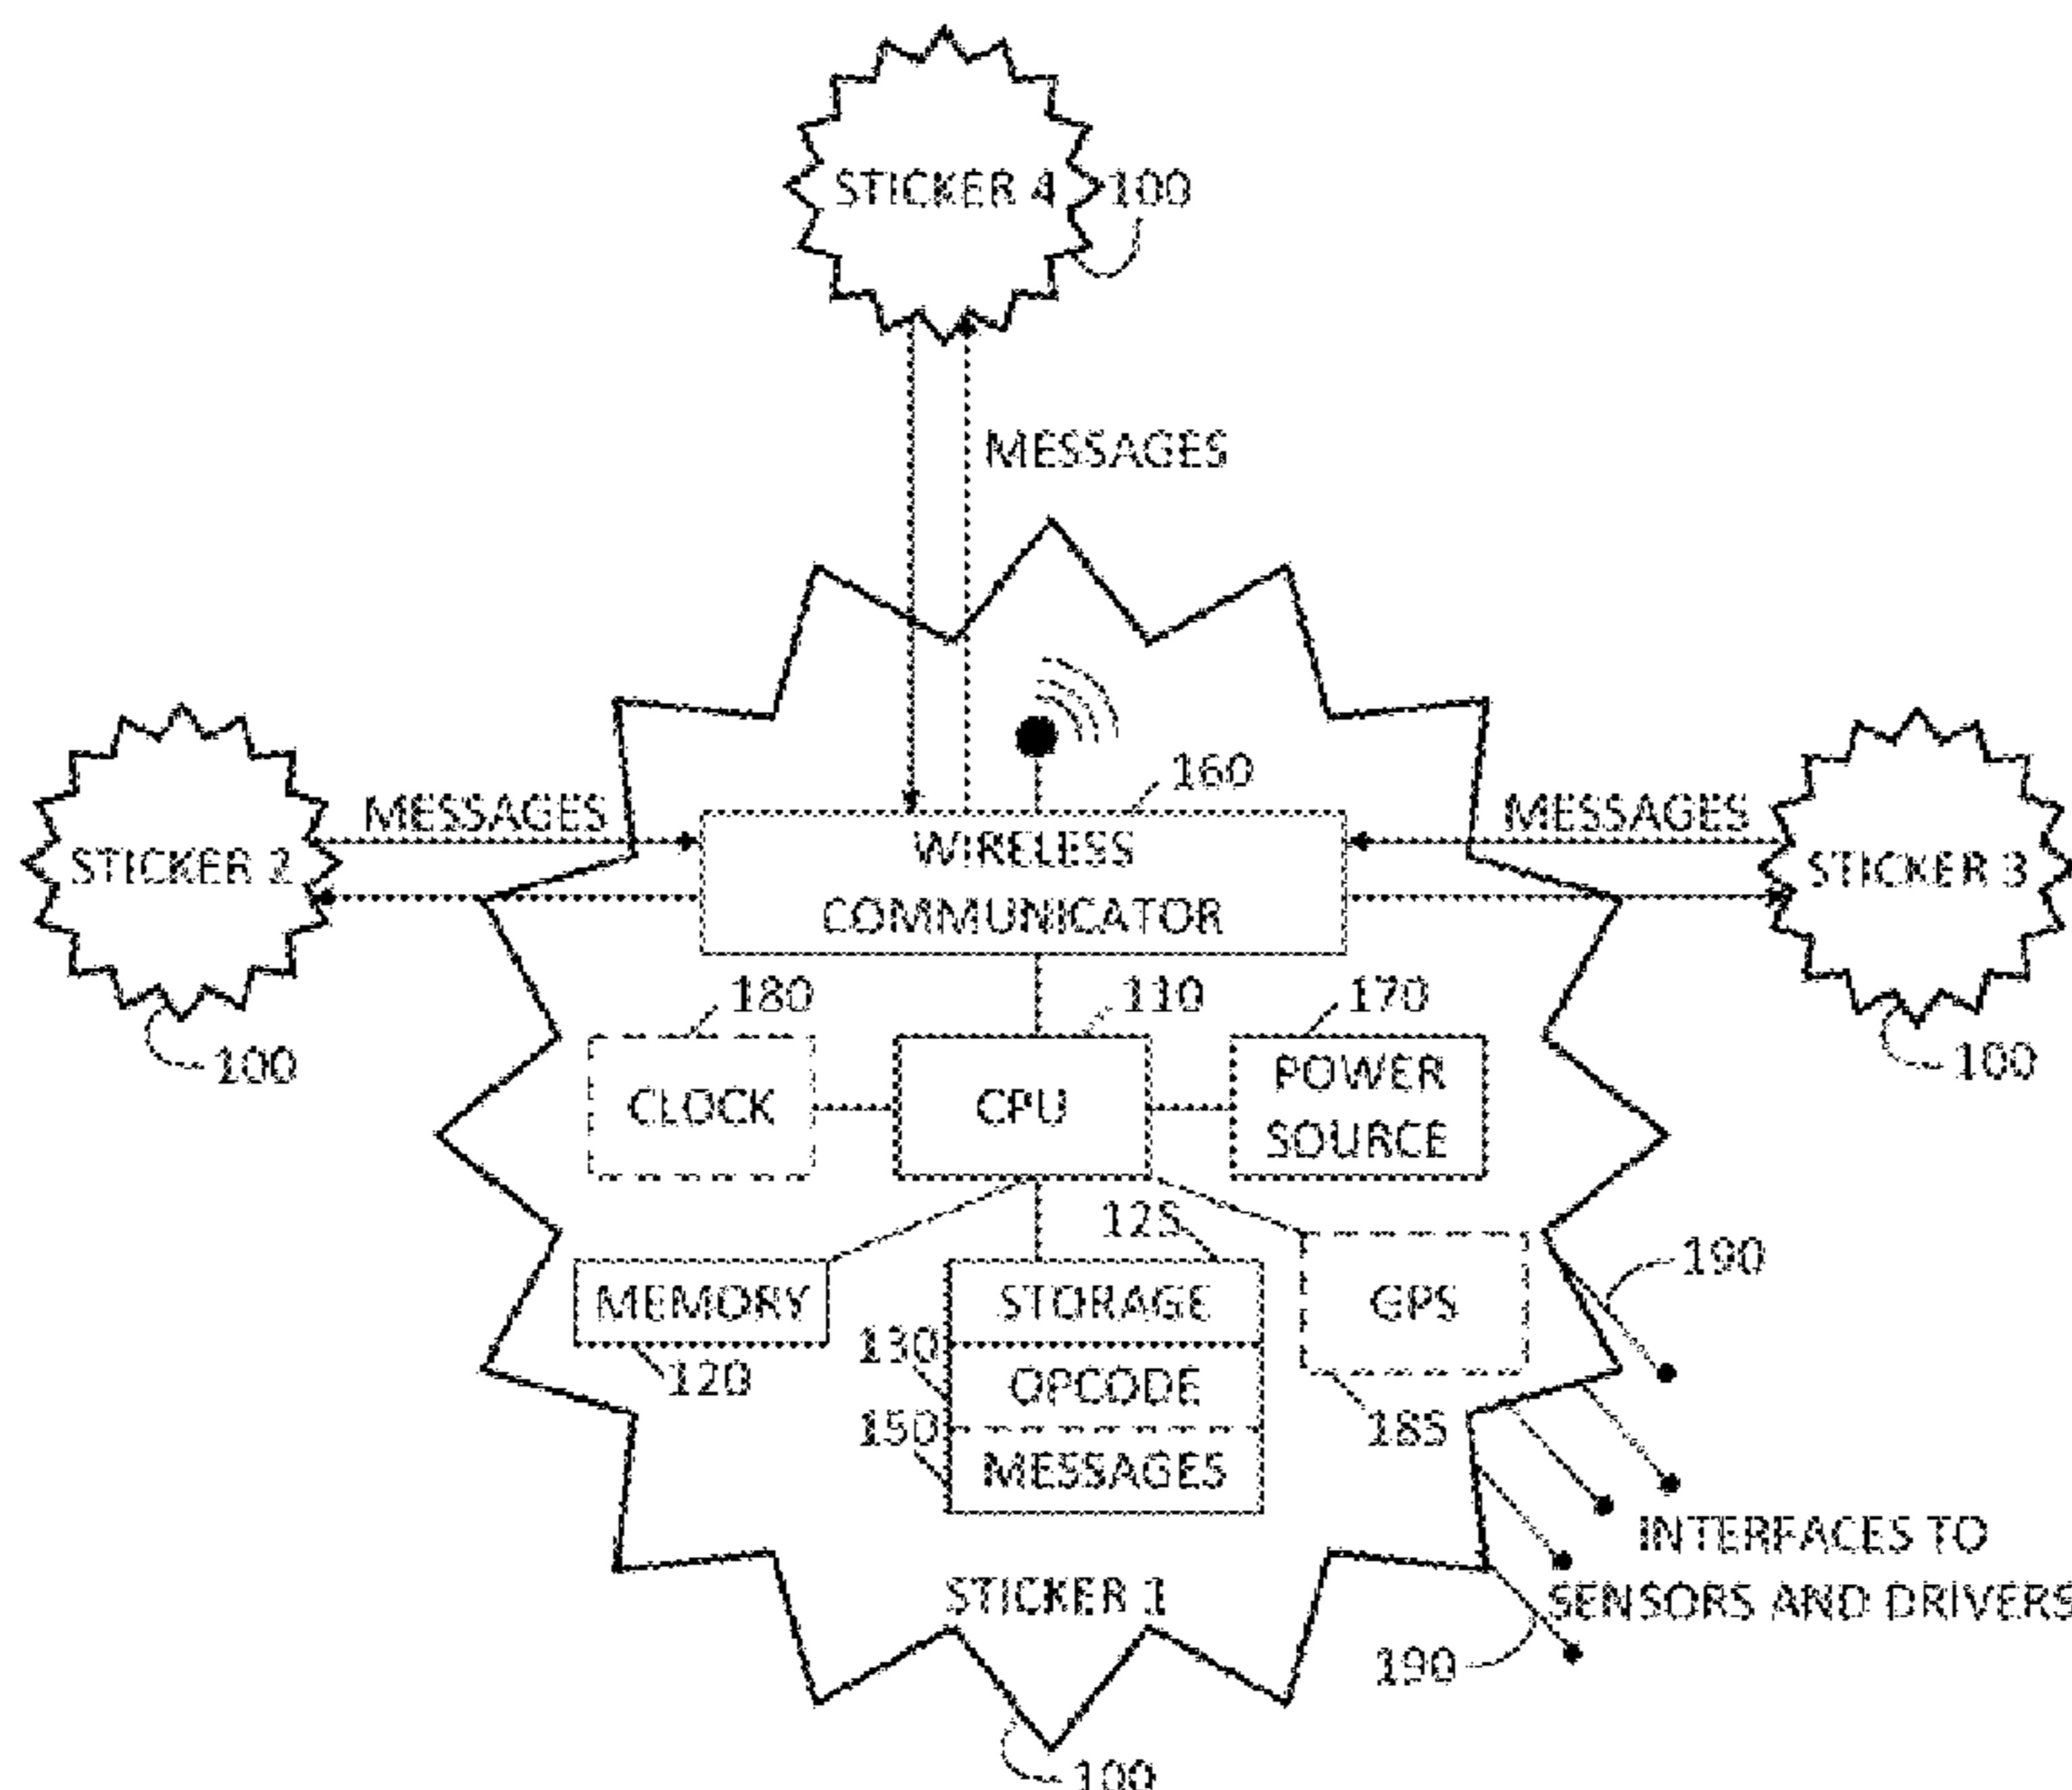 STICKER 4
100
MESSAGES
160
MESSAGES
MESSAGES
WIRELESS
COMMUNICATOR
STICKER 2
STICKER 3
180
110
170
100
100
CLOCK
CPU
POWER
SOURCE
125
190
MEMORY
STORAGE
GPS
130
120
OPCODE
150
185
MESSAGES
INTERFACES TO
SENSORS AND DRIVERS
STICKER 1
190
100